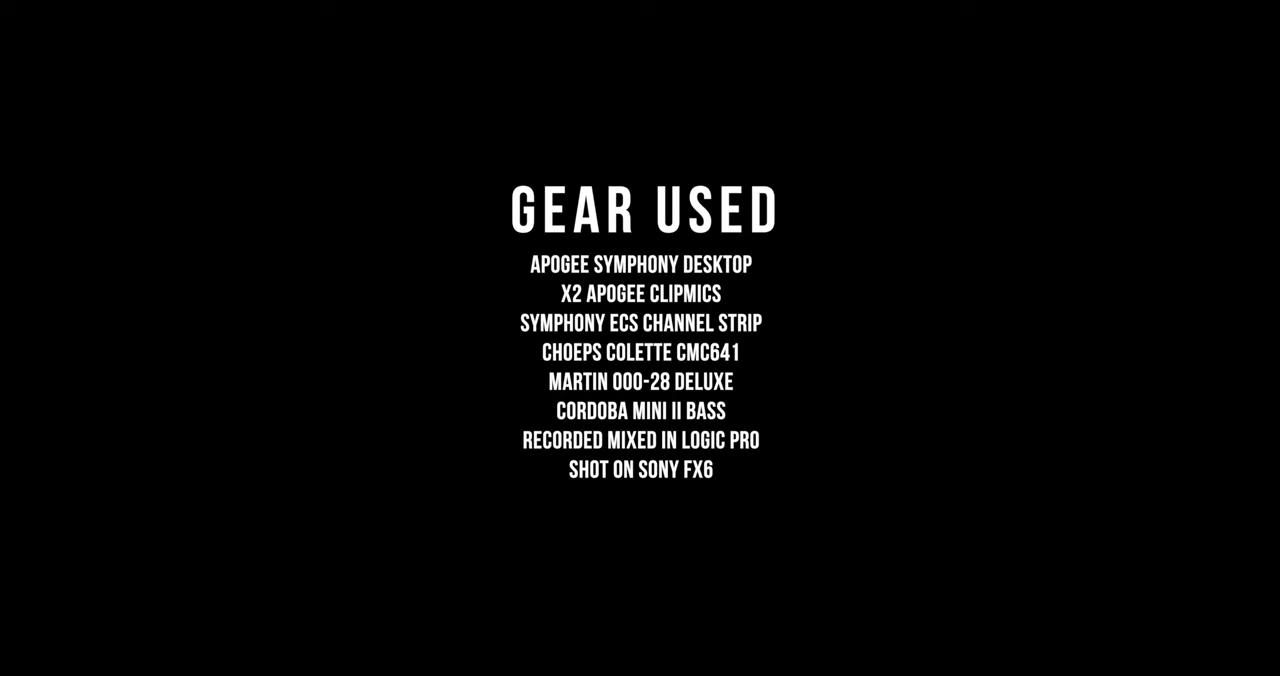 GEAR USED
APOGEE SYMPHONY DESKTOP
X2 APOGEE CLIPMICS
SYMPHONY ECS CHANNEL STRIP
CHOEPS COLETTE CMC641
MARTIN 000-28 DELUXE
CORDOBA MINI II BASS
RECORDED MIXED IN LOGIC PRO
SHOT ON SONY FX6